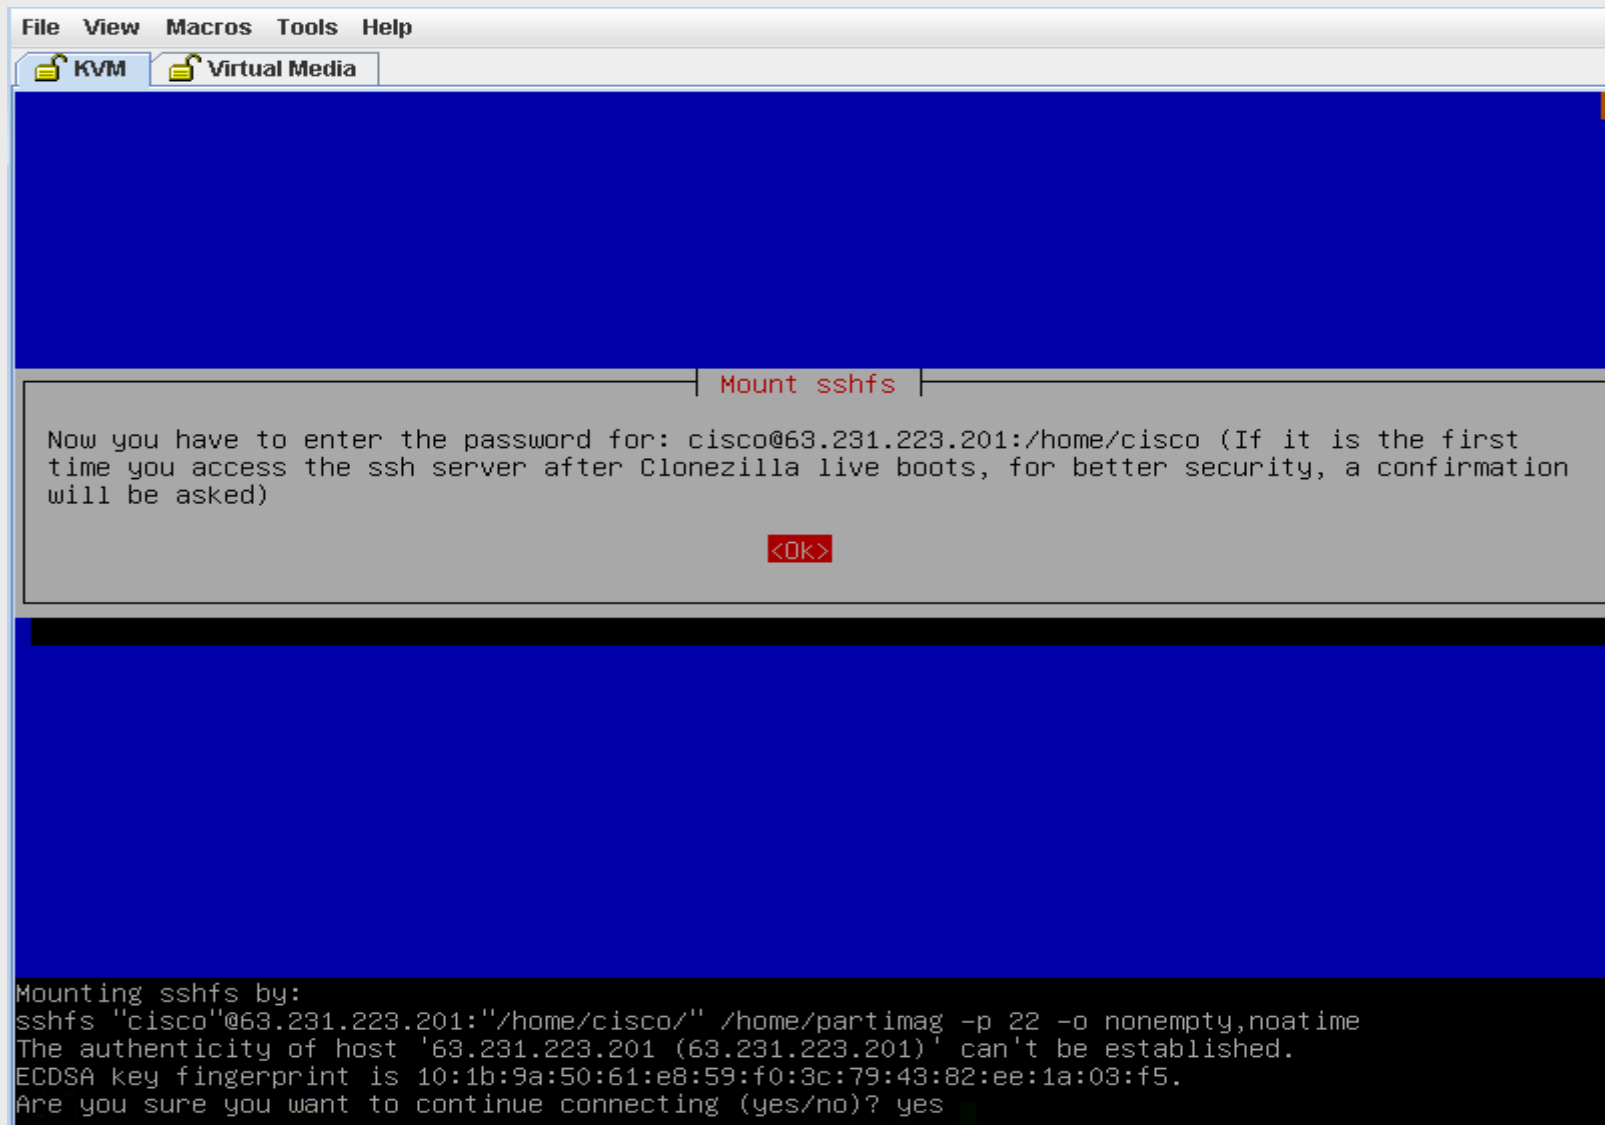 File View Macros Tools Help
KVM Virtual Media
Mount sshfs
Now you have to enter the password for: cisco@63.231.223.201:/home/cisco (If it is the first
time you access the ssh server after Clonezilla live boots, for better security, a confirmation
will be asked)
<Ok>
Mounting sshfs by:
sshfs "cisco"@63.231.223.201:"/home/cisco/" /home/partimag -p 22 -o nonempty,noatime
The authenticity of host '63.231.223.201 (63.231.223.201)' can't be established.
ECDSA key fingerprint is 10:1b:9a:50:61:e8:59:f0:3c:79:43:82:ee:1a:03:f5.
Are you sure you want to continue connecting (yes/no)? yes